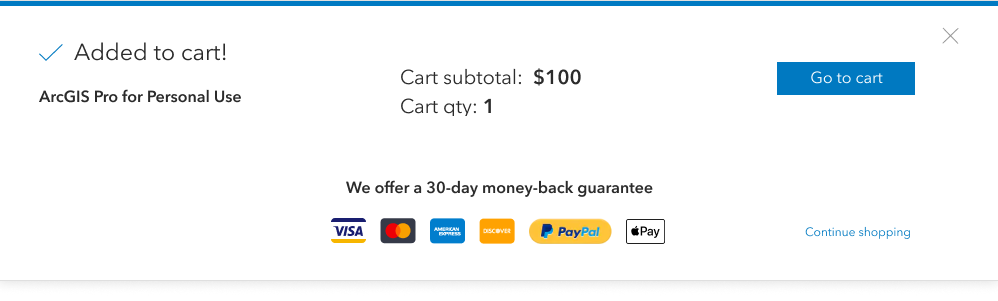 Added to cart!
ArcGIS Pro for Personal Use
Cart subtotal: $100
Cart qty: 1
Go to cart
We offer a 30-day money-back guarantee
VISA
AMERICAN EXPRESS
DISCOVER
PayPal
Pay
Continue shopping